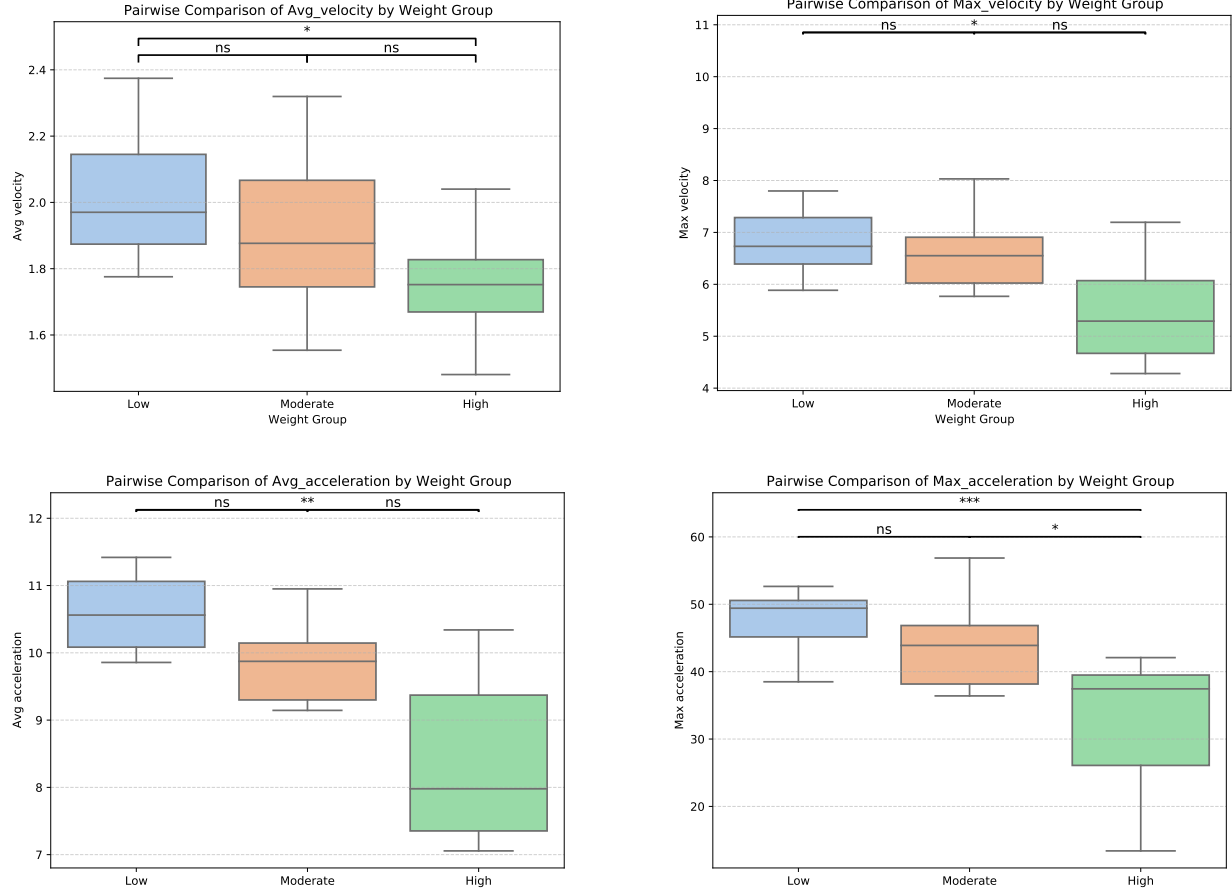 Pairwise Comparison of Avg_velocity by Weight Group
*
ns ns
2.4
2.2
2.0
1.8
1.6
Avg velocity
Low Moderate High
Weight Group
Pairwise Comparison of Max_velocity by Weight Group
ns * ns
11
10
9
8
7
6
5
4
Max velocity
Low Moderate High
Weight Group
Pairwise Comparison of Avg_acceleration by Weight Group
ns ** ns
12
11
10
9
8
7
Avg acceleration
Low Moderate High
Pairwise Comparison of Max_acceleration by Weight Group
***
ns *
60
50
40
30
20
Max acceleration
Low Moderate High